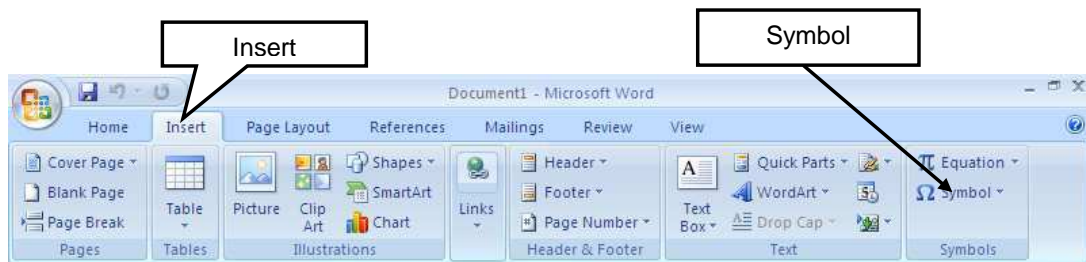 Insert
Symbol
Document1 - Microsoft Word
Home Insert Page Layout References Mailings Review View
Cover Page
Blank Page
Page Break
Pages
Table
Tables
Picture
Clip Art
Shapes
SmartArt
Chart
Illustrations
Links
Header
Footer
Page Number
Header & Footer
A
Text Box
Quick Parts
WordArt
Drop Cap
Text
π Equation
Ω Symbol
Symbols